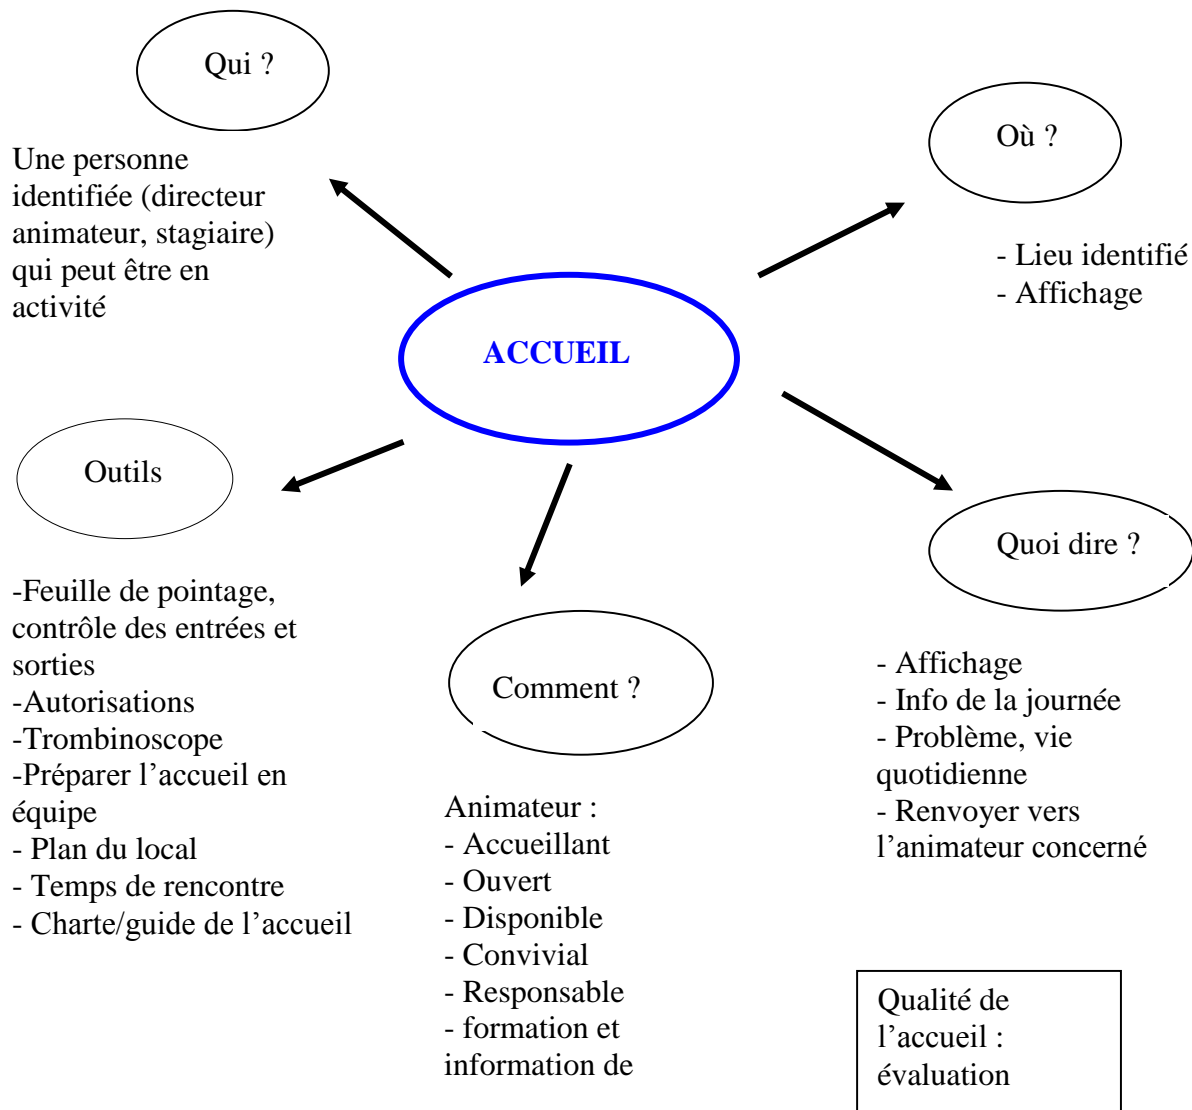 Qui ?
Une personne
identifiée (directeur
animateur, stagiaire)
qui peut être en
activité
Où ?
- Lieu identifié
- Affichage
ACCUEIL
Outils
-Feuille de pointage,
contrôle des entrées et
sorties
-Autorisations
-Trombinoscope
-Préparer l’accueil en
équipe
- Plan du local
- Temps de rencontre
- Charte/guide de l’accueil
Comment ?
Animateur :
- Accueillant
- Ouvert
- Disponible
- Convivial
- Responsable
- formation et
information de
Quoi dire ?
- Affichage
- Info de la journée
- Problème, vie
quotidienne
- Renvoyer vers
l’animateur concerné
Qualité de
l’accueil :
évaluation